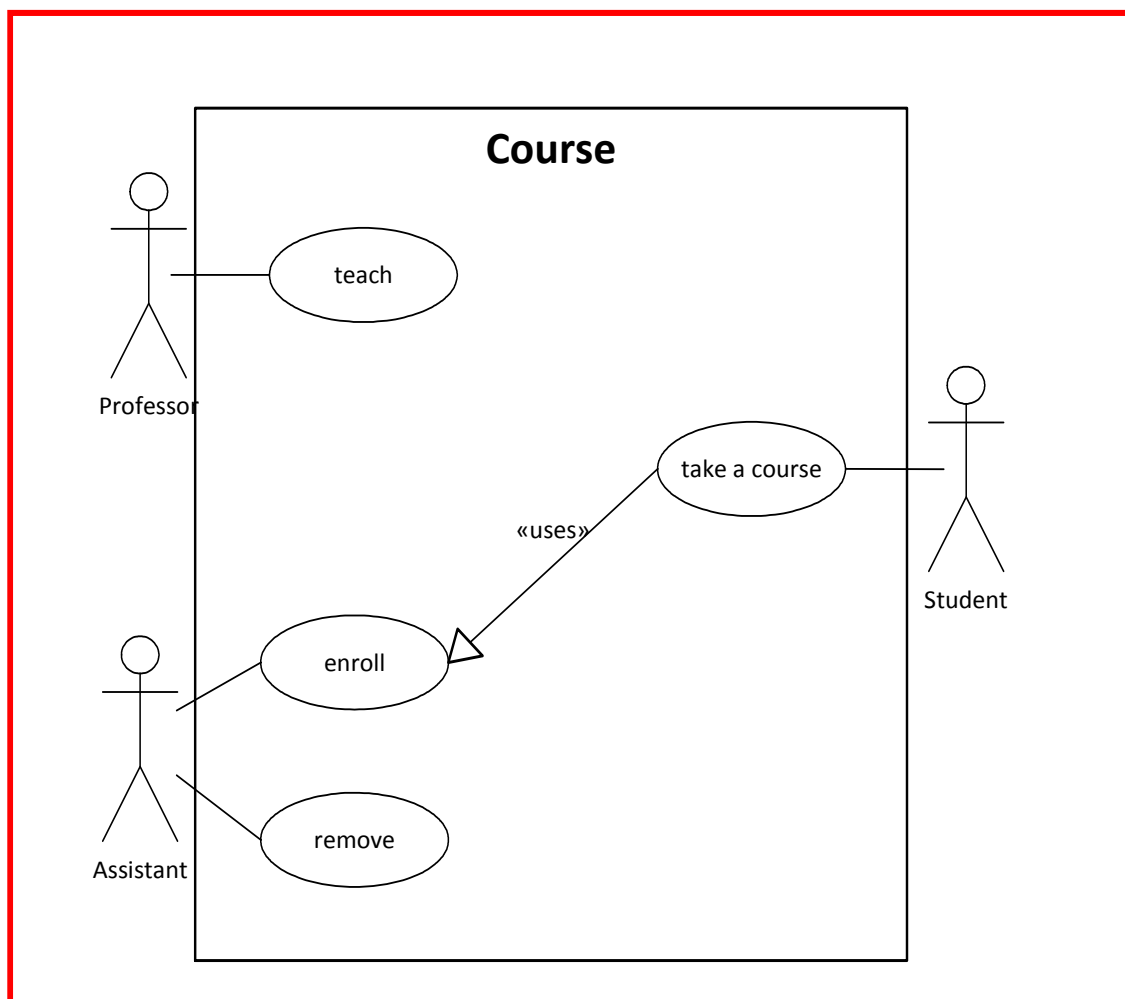 Course
teach
Professor
take a course
«uses»
Student
enroll
remove
Assistant